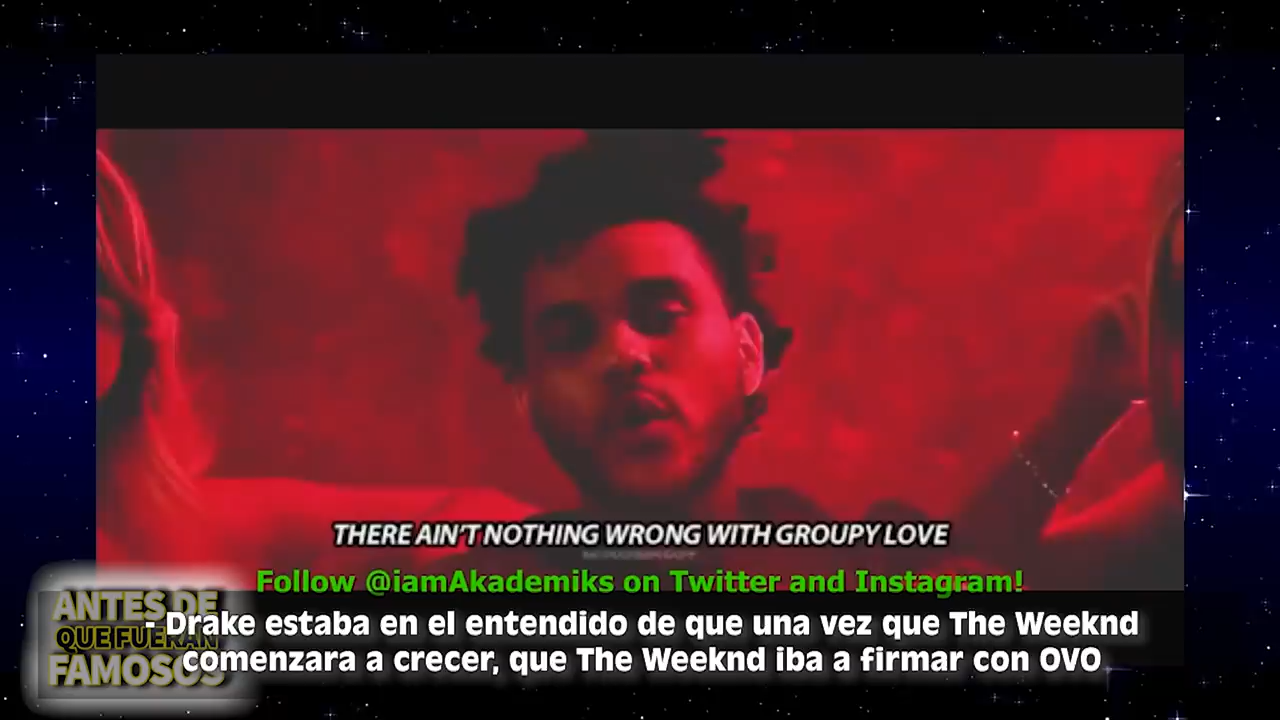 THERE AIN'T NOTHING WRONG WITH GROUPY LOVE
Follow @iamAkademiks on Twitter and Instagram!
- Drake estaba en el entendido de que una vez que The Weeknd
comenzara a crecer, que The Weeknd iba a firmar con OVO
ANTES DE
QUE FUERAN
FAMOSOS